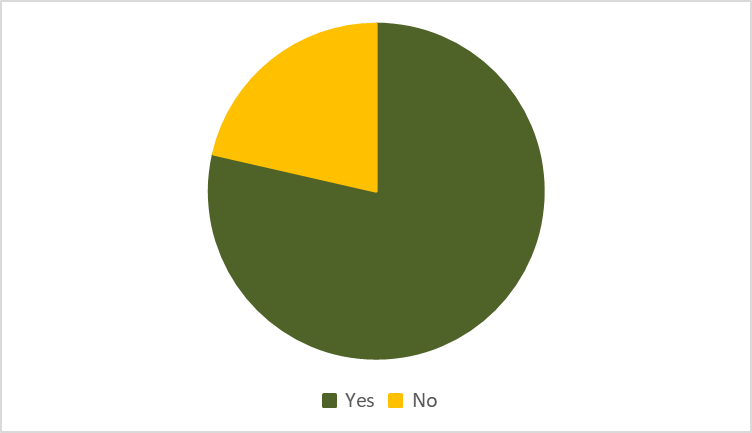 Yes No